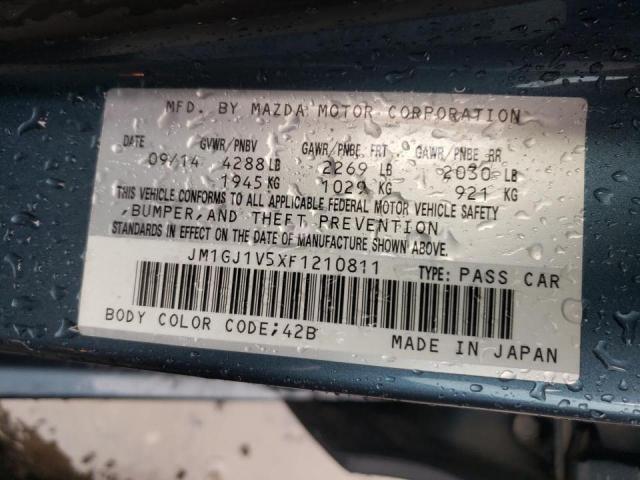 MFD. BY MAZDA MOTOR CORPORATION
DATE GVWR/PNBV GAWR/PNBE FRT GAWR/PNBE RR
09/14 4288 LB 2269 LB 2030 LB
1945 KG 1029 KG 921 KG
THIS VEHICLE CONFORMS TO ALL APPLICABLE FEDERAL MOTOR VEHICLE SAFETY
,BUMPER,AND THEFT PREVENTION
STANDARDS IN EFFECT ON THE DATE OF MANUFACTURE SHOWN ABOVE.
JM1GJ1V5XF1210811 TYPE: PASS CAR
BODY COLOR CODE;42B
MADE IN JAPAN